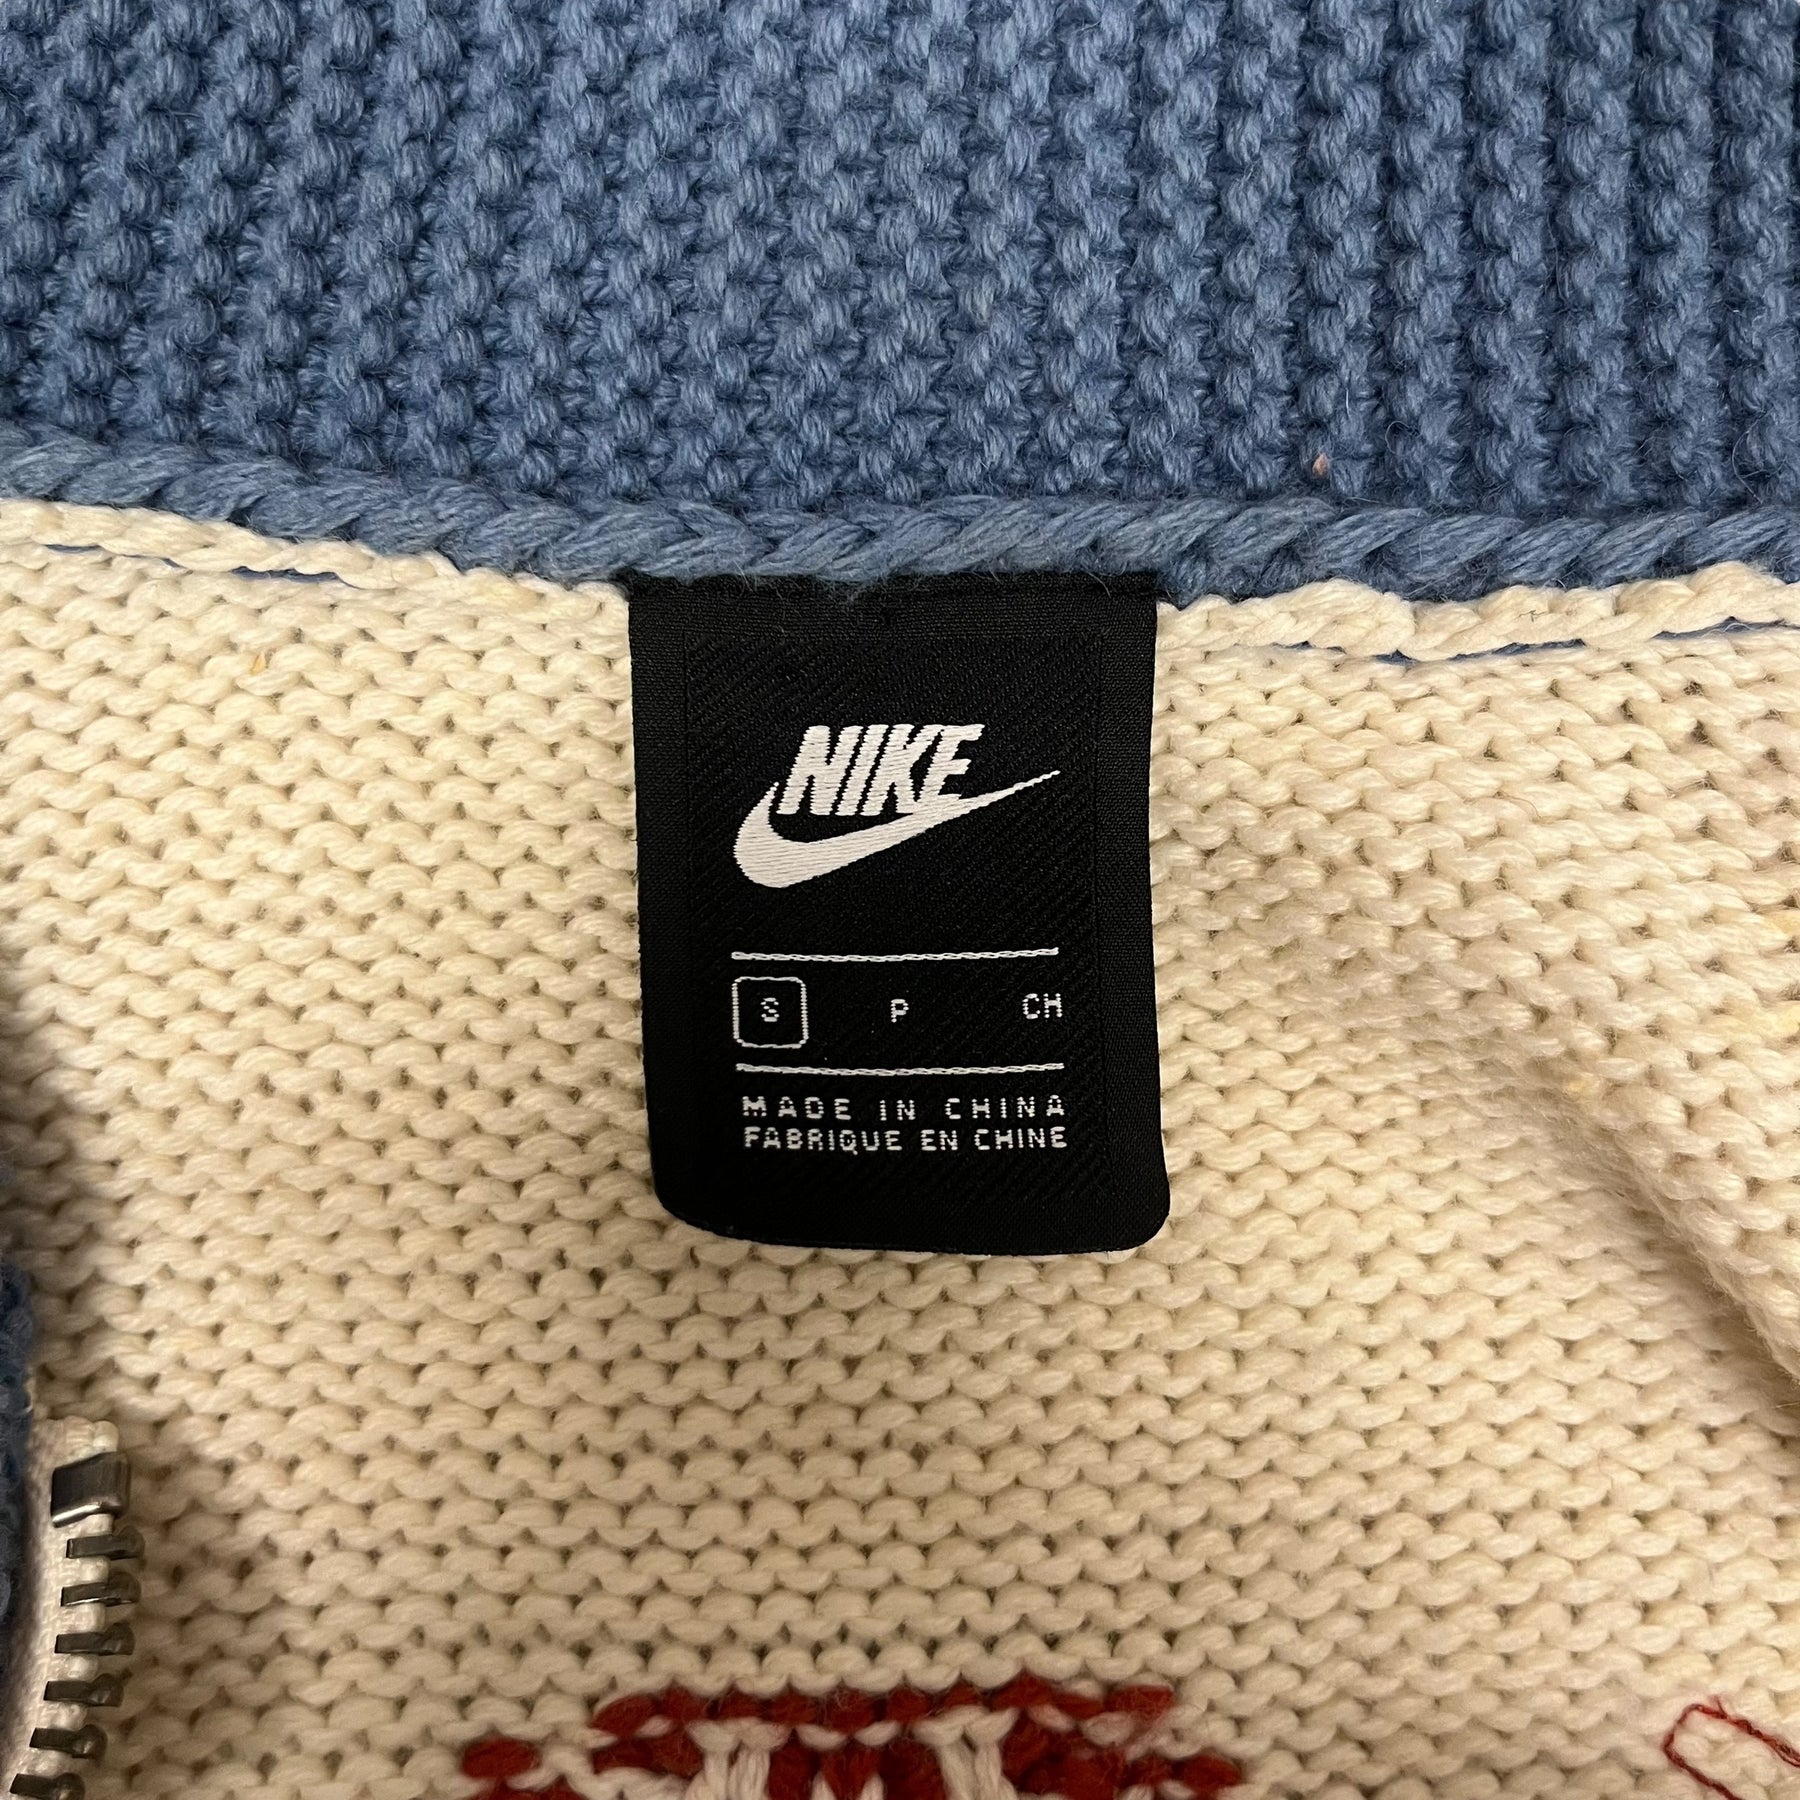 NIKE
S P CH
MADE IN CHINA
FABRIQUE EN CHINE